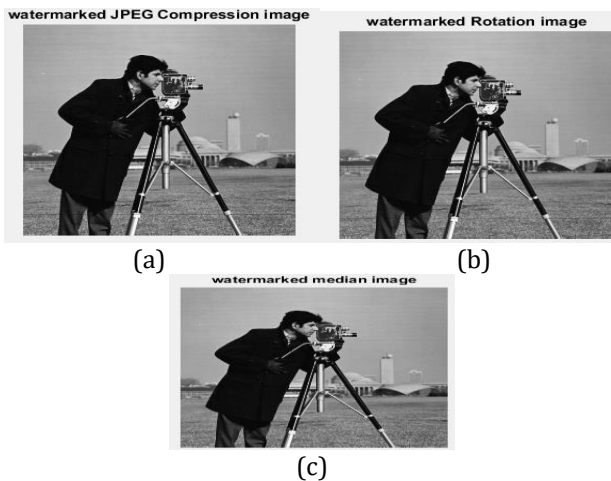 watermarked JPEG Compression image
watermarked Rotation image
(a)
(b)
watermarked median image
(c)